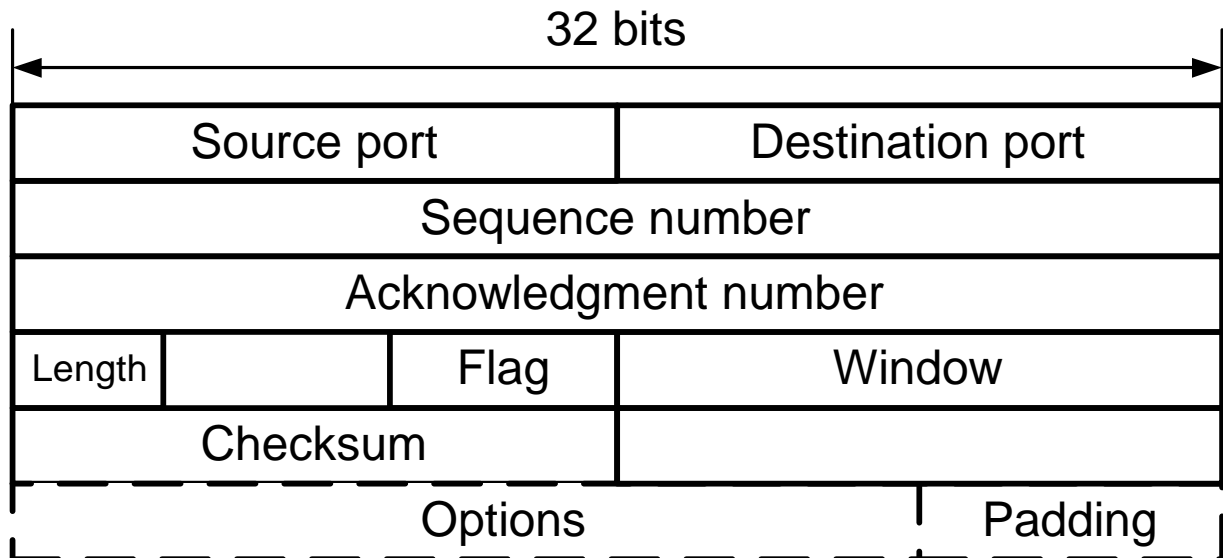 32 bits
Source port Destination port
Sequence number
Acknowledgment number
Length Flag Window
Checksum
Options Padding